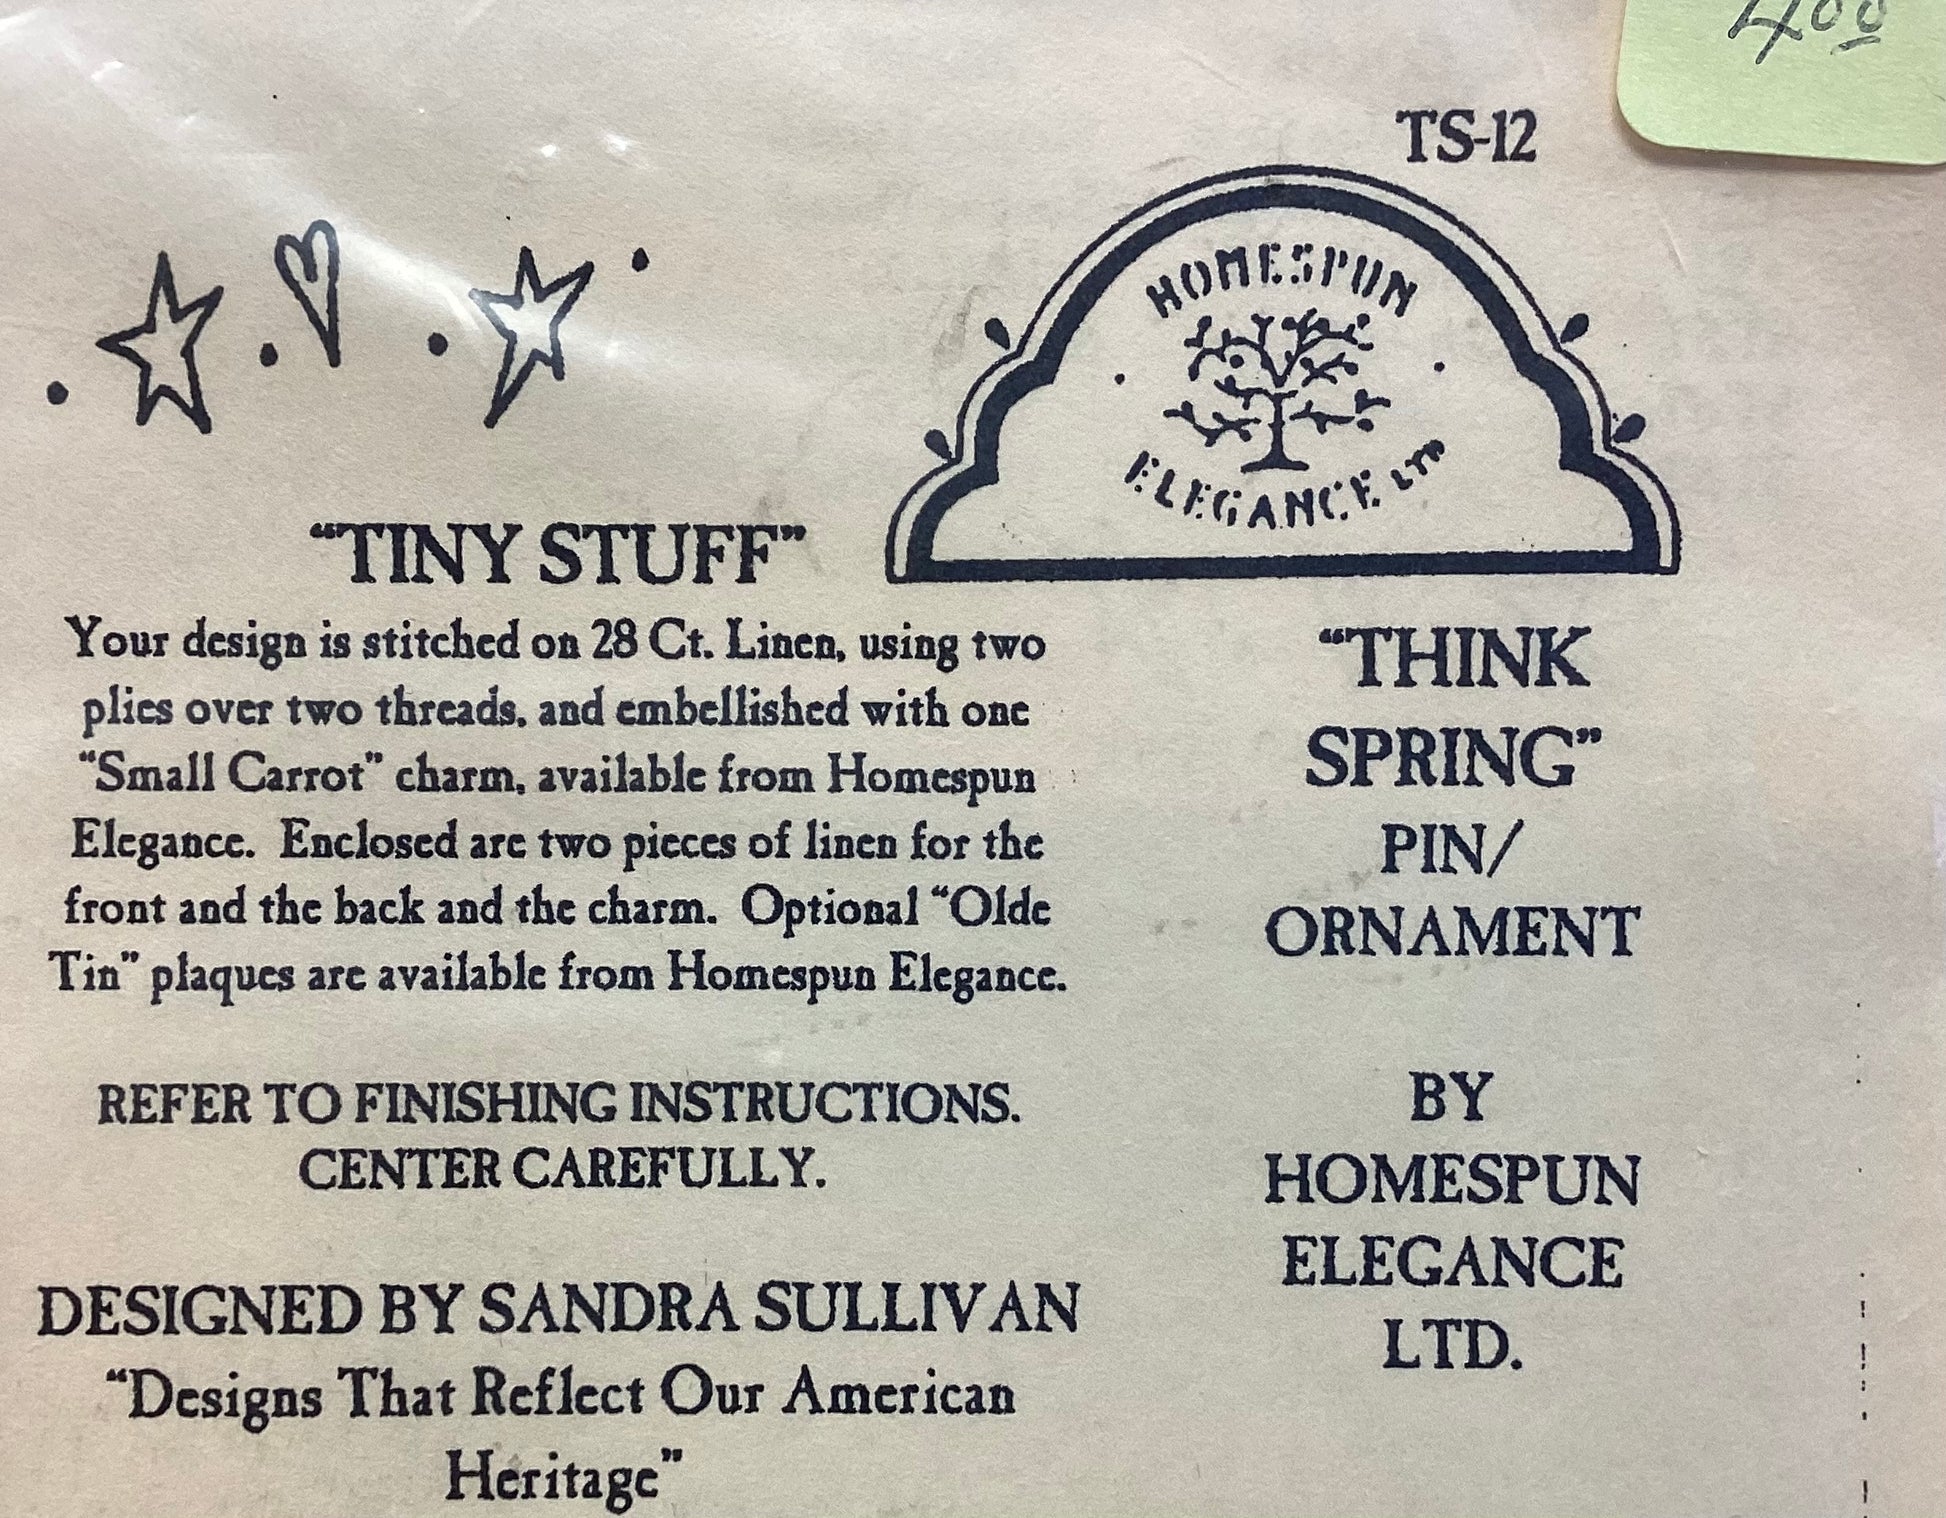 4 00
TS-12
HOMESPUN
ELEGANCE LTD
"TINY STUFF"
Your design is stitched on 28 Ct. Linen, using two
plies over two threads, and embellished with one
"Small Carrot" charm, available from Homespun
Elegance.  Enclosed are two pieces of linen for the
front and the back and the charm.  Optional "Olde
Tin" plaques are available from Homespun Elegance.
REFER TO FINISHING INSTRUCTIONS.
CENTER CAREFULLY.
DESIGNED BY SANDRA SULLIVAN
"Designs That Reflect Our American
Heritage"
"THINK
SPRING"
PIN/
ORNAMENT
BY
HOMESPUN
ELEGANCE
LTD.